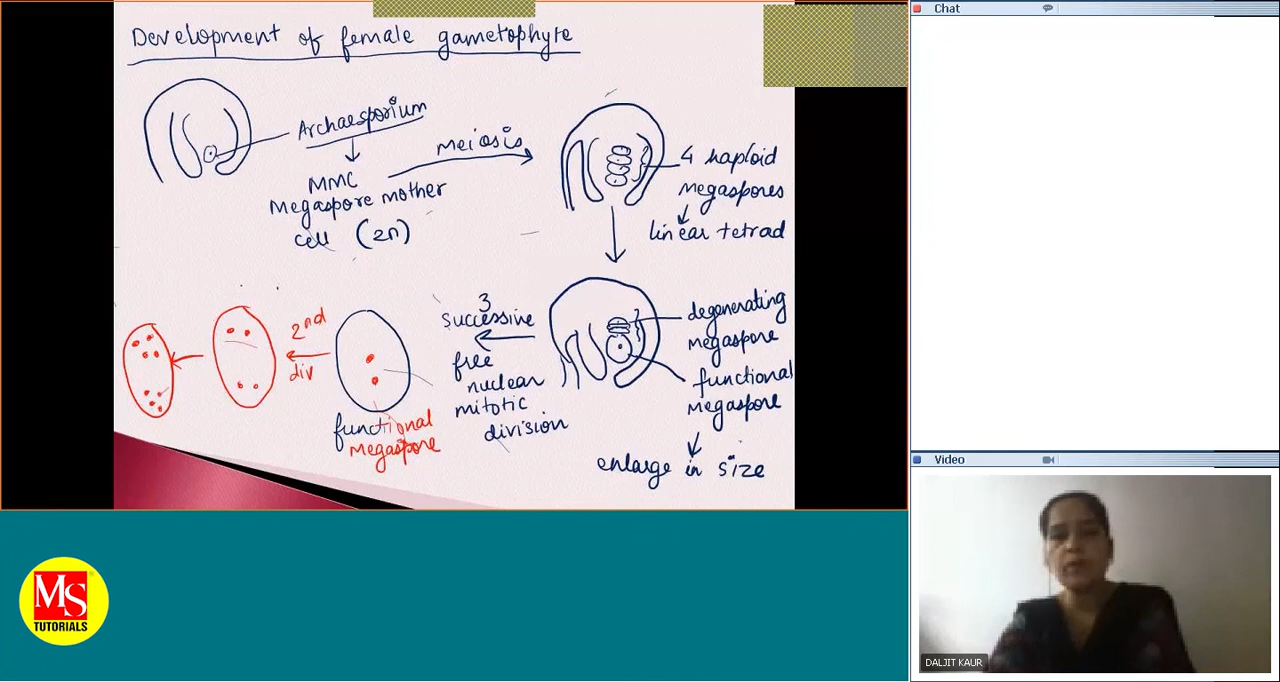 Chat
Development of female gametophyte
Archaesporium
MMC
Megaspore mother
cell (2n)
Meiosis
4 haploid
megaspores
linear tetrad
degenerating
megaspore
functional
megaspore
enlarge in size
3
successive
free
nuclear
mitotic
division
functional
megaspore
2nd
div
Video
MS
TUTORIALS
DALJIT KAUR